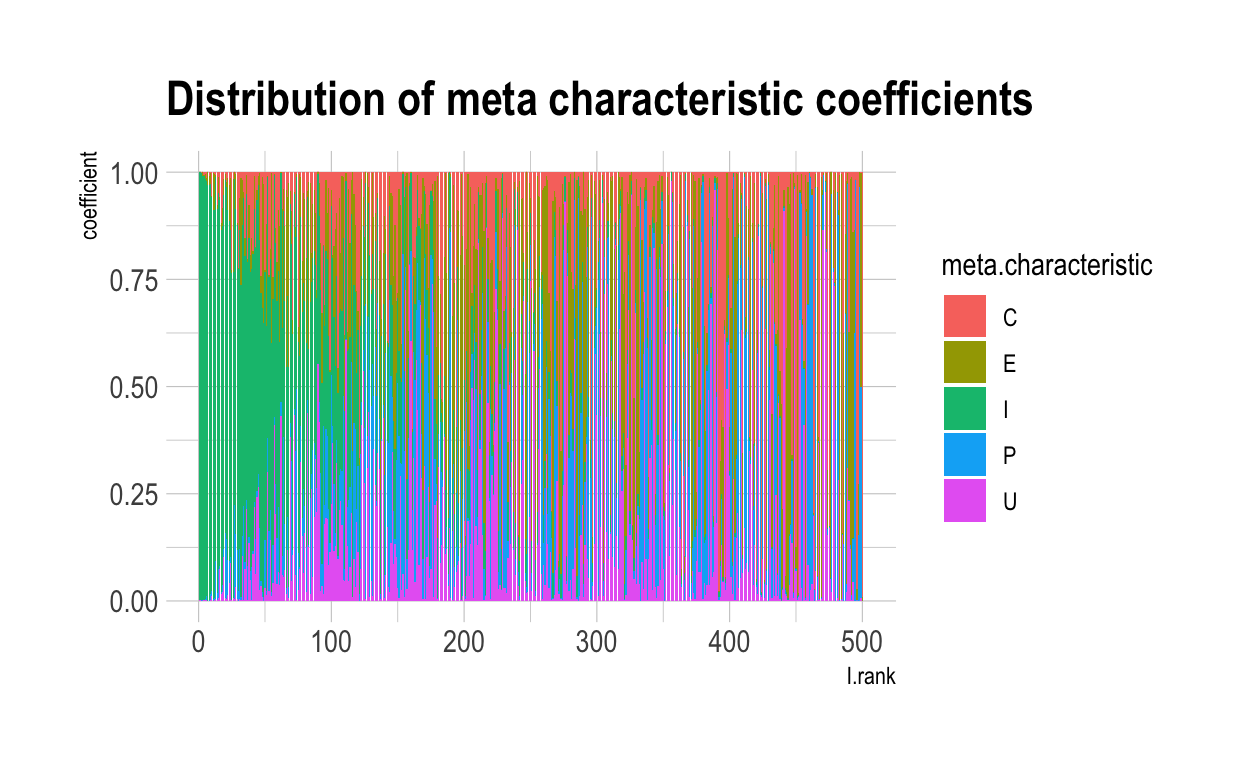 Distribution of meta characteristic coefficients
coefficient
1.00
0.75
0.50
0.25
0.00
0 100 200 300 400 500
I.rank
meta.characteristic
C
E
I
P
U